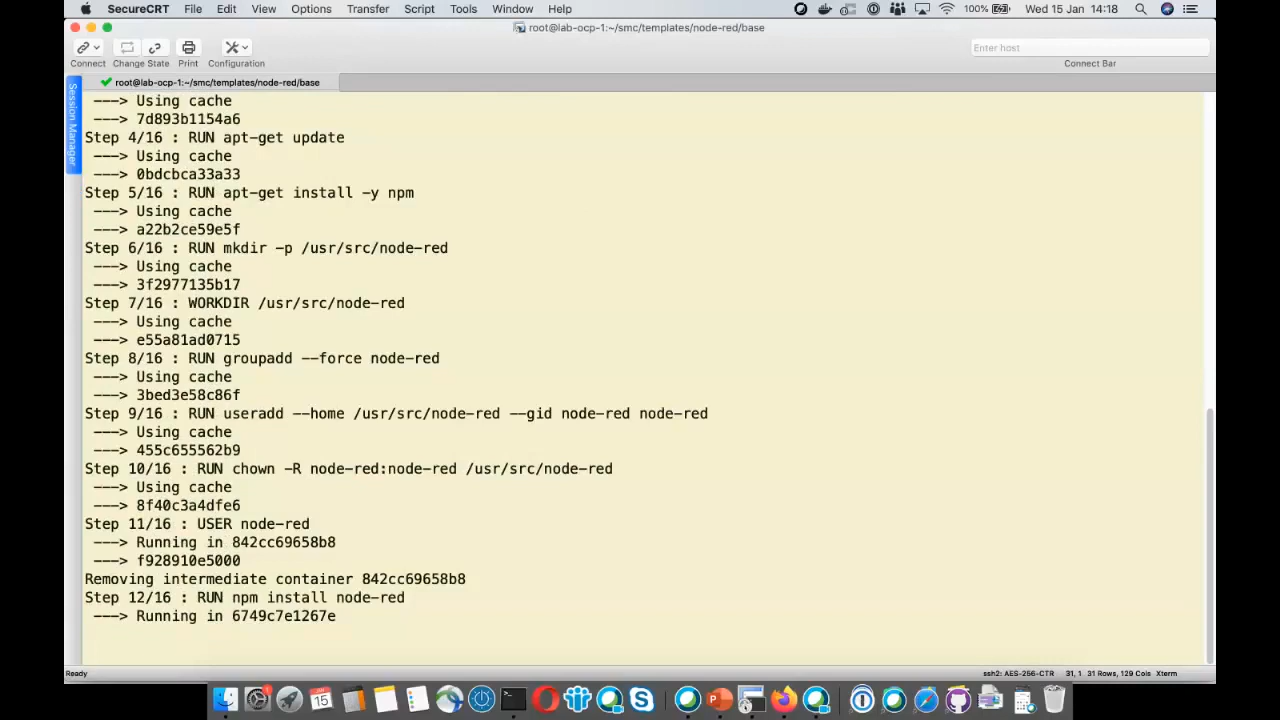 SecureCRT File Edit View Options Transfer Script Tools Window Help 100% Wed 15 Jan 14:18
root@lab-ocp-1:~/smc/templates/node-red/base
Enter host
Connect Change State Print Configuration Connect Bar
root@lab-ocp-1:~/smc/templates/node-red/base
Session Manager
---> Using cache
---> 7d893b1154a6
Step 4/16 : RUN apt-get update
---> Using cache
---> 0bdcbca33a33
Step 5/16 : RUN apt-get install -y npm
---> Using cache
---> a22b2ce59e5f
Step 6/16 : RUN mkdir -p /usr/src/node-red
---> Using cache
---> 3f2977135b17
Step 7/16 : WORKDIR /usr/src/node-red
---> Using cache
---> e55a81ad0715
Step 8/16 : RUN groupadd --force node-red
---> Using cache
---> 3bed3e58c86f
Step 9/16 : RUN useradd --home /usr/src/node-red --gid node-red node-red
---> Using cache
---> 455c655562b9
Step 10/16 : RUN chown -R node-red:node-red /usr/src/node-red
---> Using cache
---> 8f40c3a4dfe6
Step 11/16 : USER node-red
---> Running in 842cc69658b8
---> f928910e5000
Removing intermediate container 842cc69658b8
Step 12/16 : RUN npm install node-red
---> Running in 6749c7e1267e
Ready ssh2: AES-256-CTR 31, 1 31 Rows, 129 Cols Xterm
15